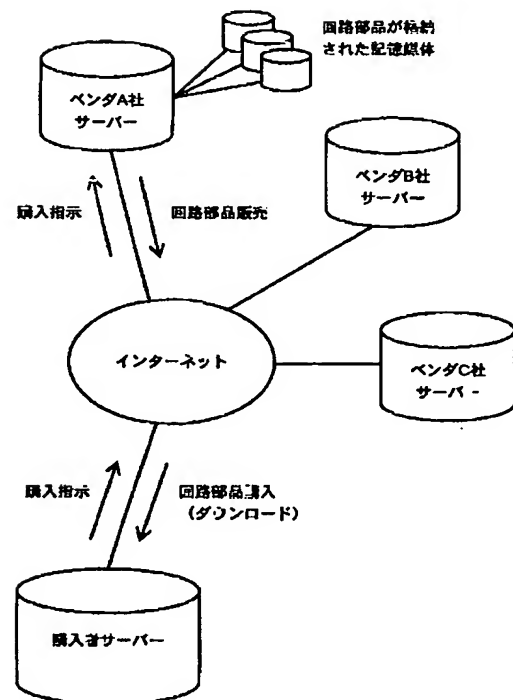 回路部品が格納
された記憶媒体
ベンダA社
サーバー
ベンダB社
サーバー
購入指示
回路部品販売
インターネット
ベンダC社
サーバー
購入指示
回路部品購入
（ダウンロード）
購入者サーバー